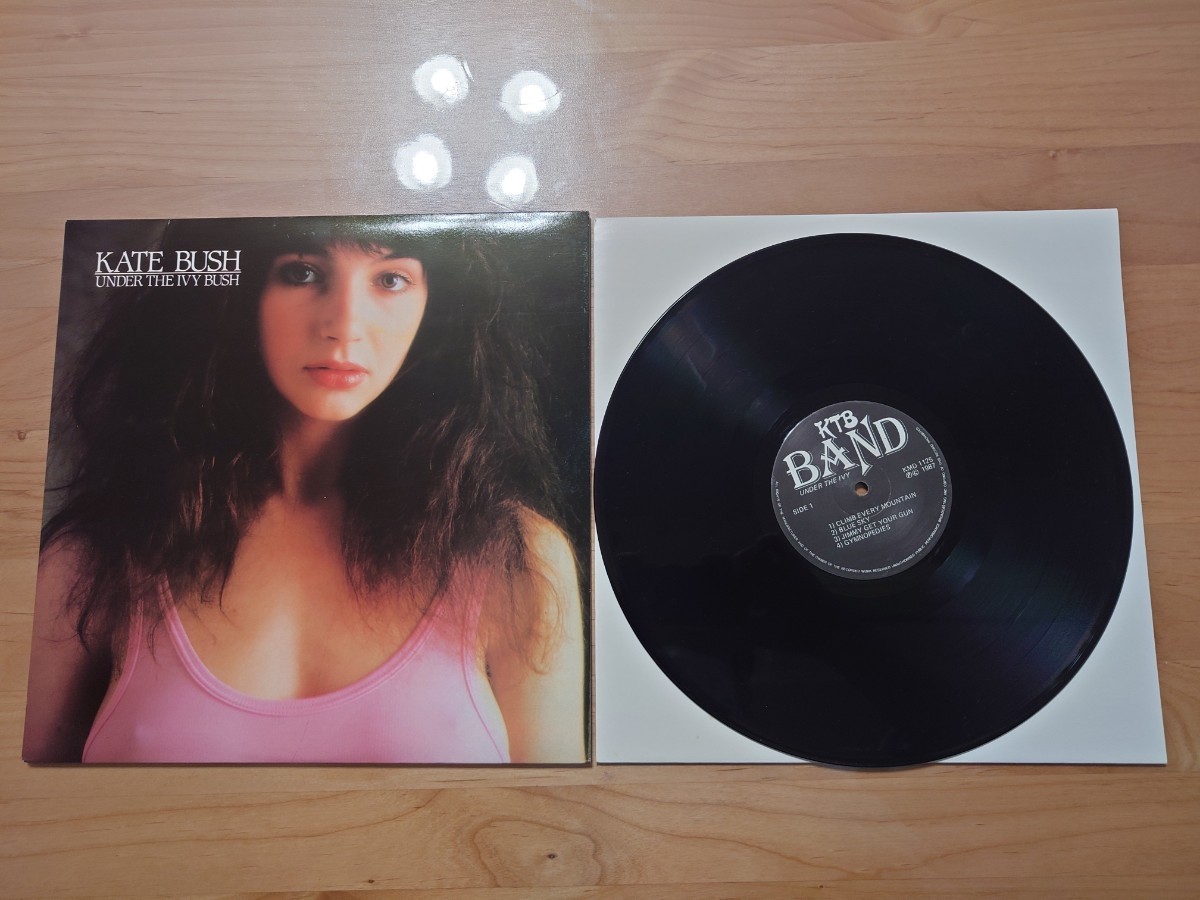 KATE BUSH
UNDER THE IVY BUSH
KTB
BAND
UNDER THE IVY
KMO 1125
℗© 1987
SIDE 1
1) CLIMB EVERY MOUNTAIN
2) BLUE SKY
3) JIMMY GET YOUR GUN
4) GYMNOPEDIES